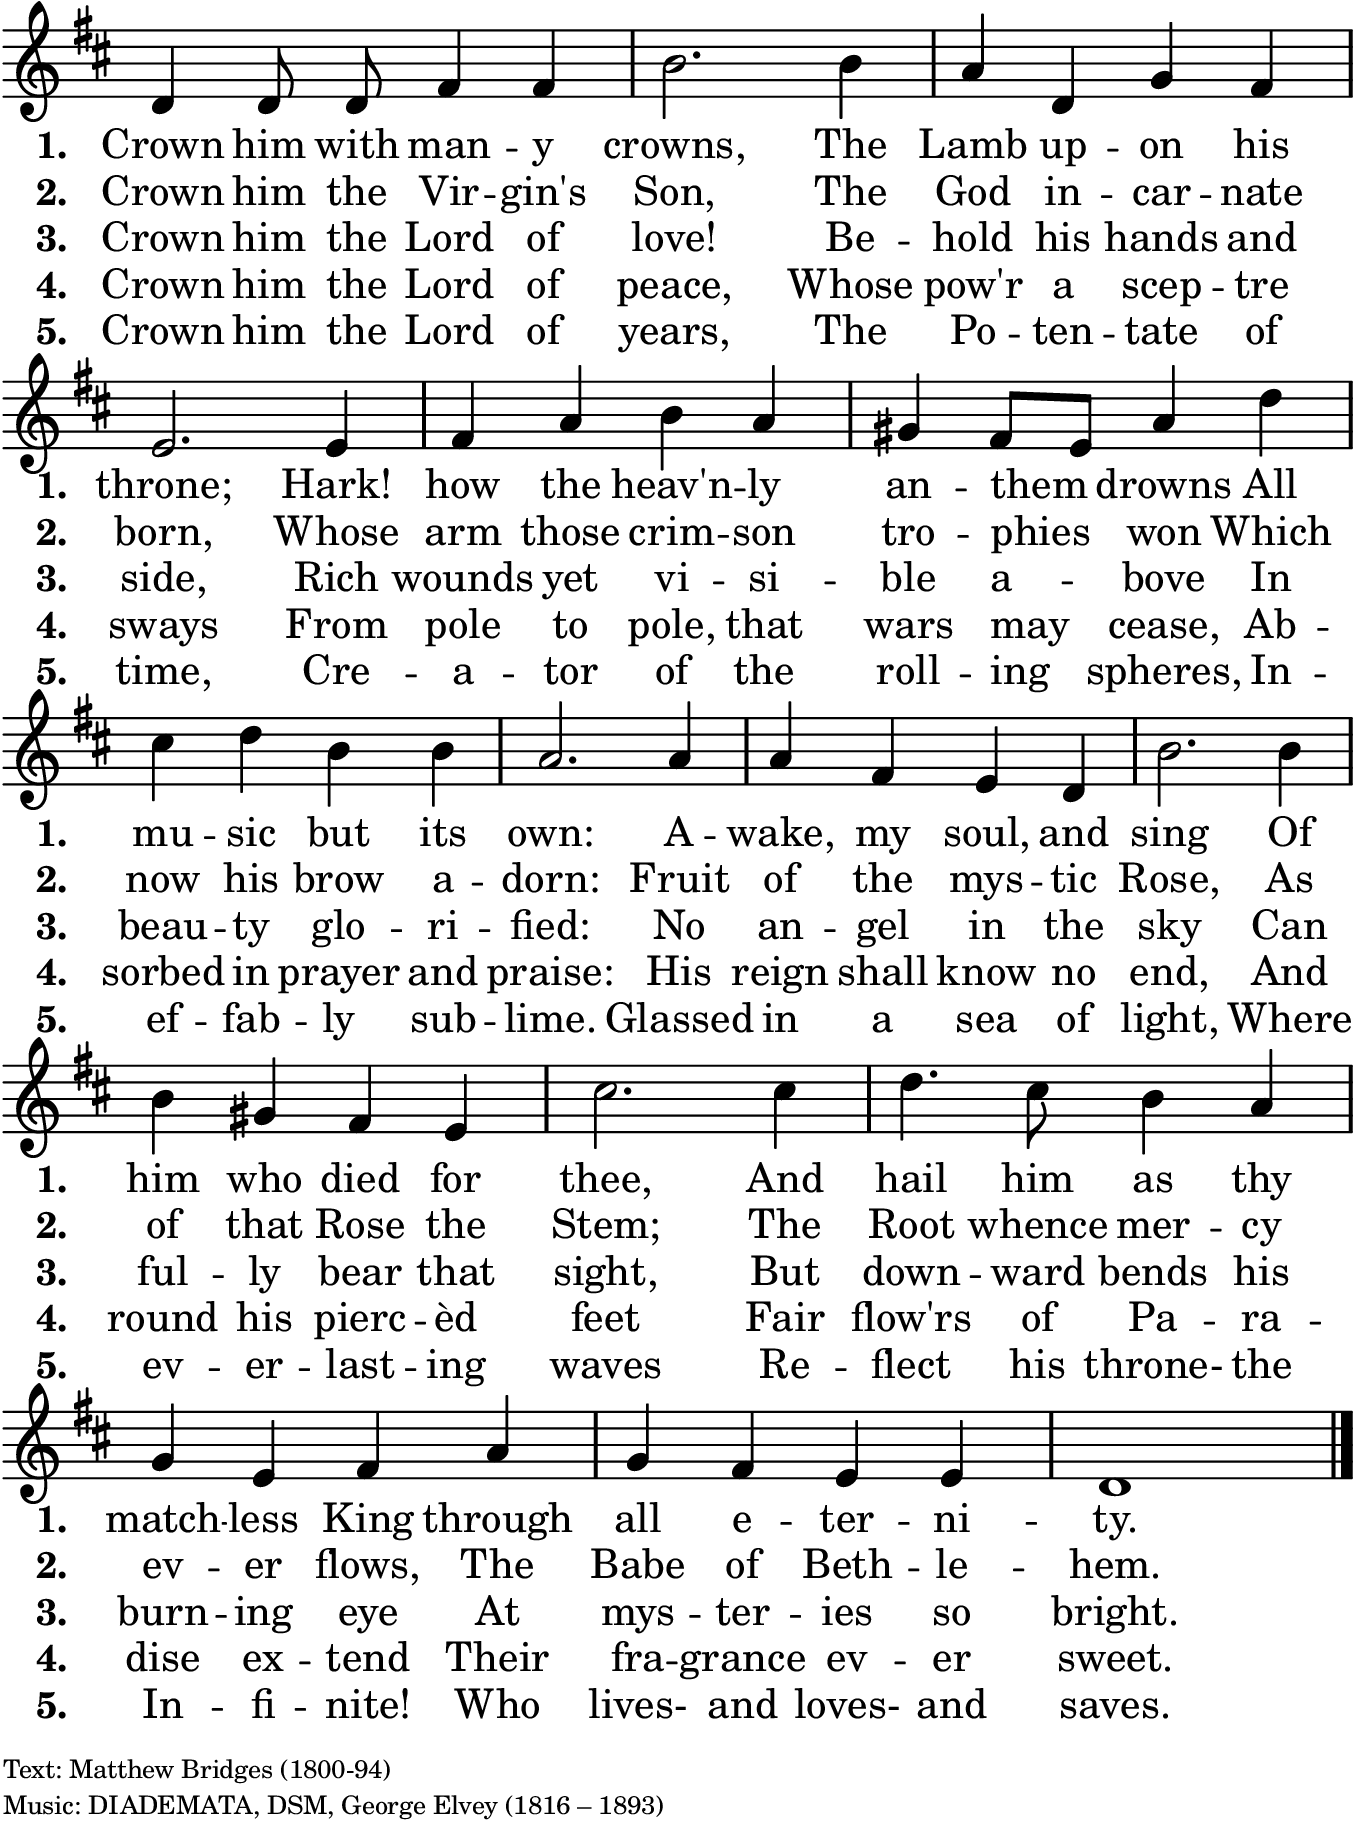 1. Crown him with man -- y crowns, The Lamb up -- on his
2. Crown him the Vir -- gin's Son, The God in -- car -- nate
3. Crown him the Lord of love! Be -- hold his hands and
4. Crown him the Lord of peace, Whose pow'r a scep -- tre
5. Crown him the Lord of years, The Po -- ten -- tate of
1. throne; Hark! how the heav'n -- ly an -- them drowns All
2. born, Whose arm those crim -- son tro -- phies won Which
3. side, Rich wounds yet vi -- si -- ble a -- bove In
4. sways From pole to pole, that wars may cease, Ab --
5. time, Cre -- a -- tor of the roll -- ing spheres, In --
1. mu -- sic but its own: A -- wake, my soul, and sing Of
2. now his brow a -- dorn: Fruit of the mys -- tic Rose, As
3. beau -- ty glo -- ri -- fied: No an -- gel in the sky Can
4. sorbed in prayer and praise: His reign shall know no end, And
5. ef -- fab -- ly sub -- lime. Glassed in a sea of light, Where
1. him who died for thee, And hail him as thy
2. of that Rose the Stem; The Root whence mer -- cy
3. ful -- ly bear that sight, But down -- ward bends his
4. round his pierc -- èd feet Fair flow'rs of Pa -- ra --
5. ev -- er -- last -- ing waves Re -- flect his throne- the
1. match -- less King through all e -- ter -- ni -- ty.
2. ev -- er flows, The Babe of Beth -- le -- hem.
3. burn -- ing eye At mys -- ter -- ies so bright.
4. dise ex -- tend Their fra -- grance ev -- er sweet.
5. In -- fi -- nite! Who lives- and loves- and saves.
Text: Matthew Bridges (1800-94)
Music: DIADEMATA, DSM, George Elvey (1816 – 1893)